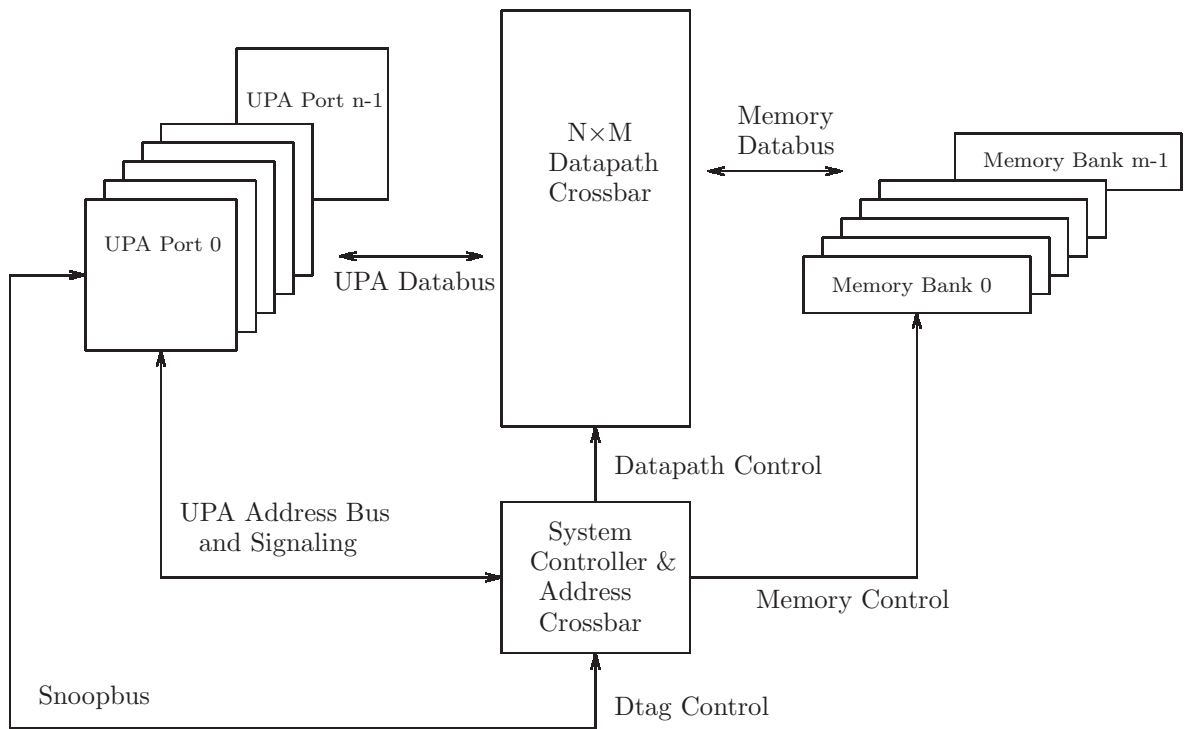 UPA Port n-1
UPA Port 0
UPA Databus
N×M
Datapath
Crossbar
Memory
Databus
Memory Bank m-1
Memory Bank 0
Datapath Control
UPA Address Bus
and Signaling
System
Controller &
Address
Crossbar
Memory Control
Snoopbus
Dtag Control